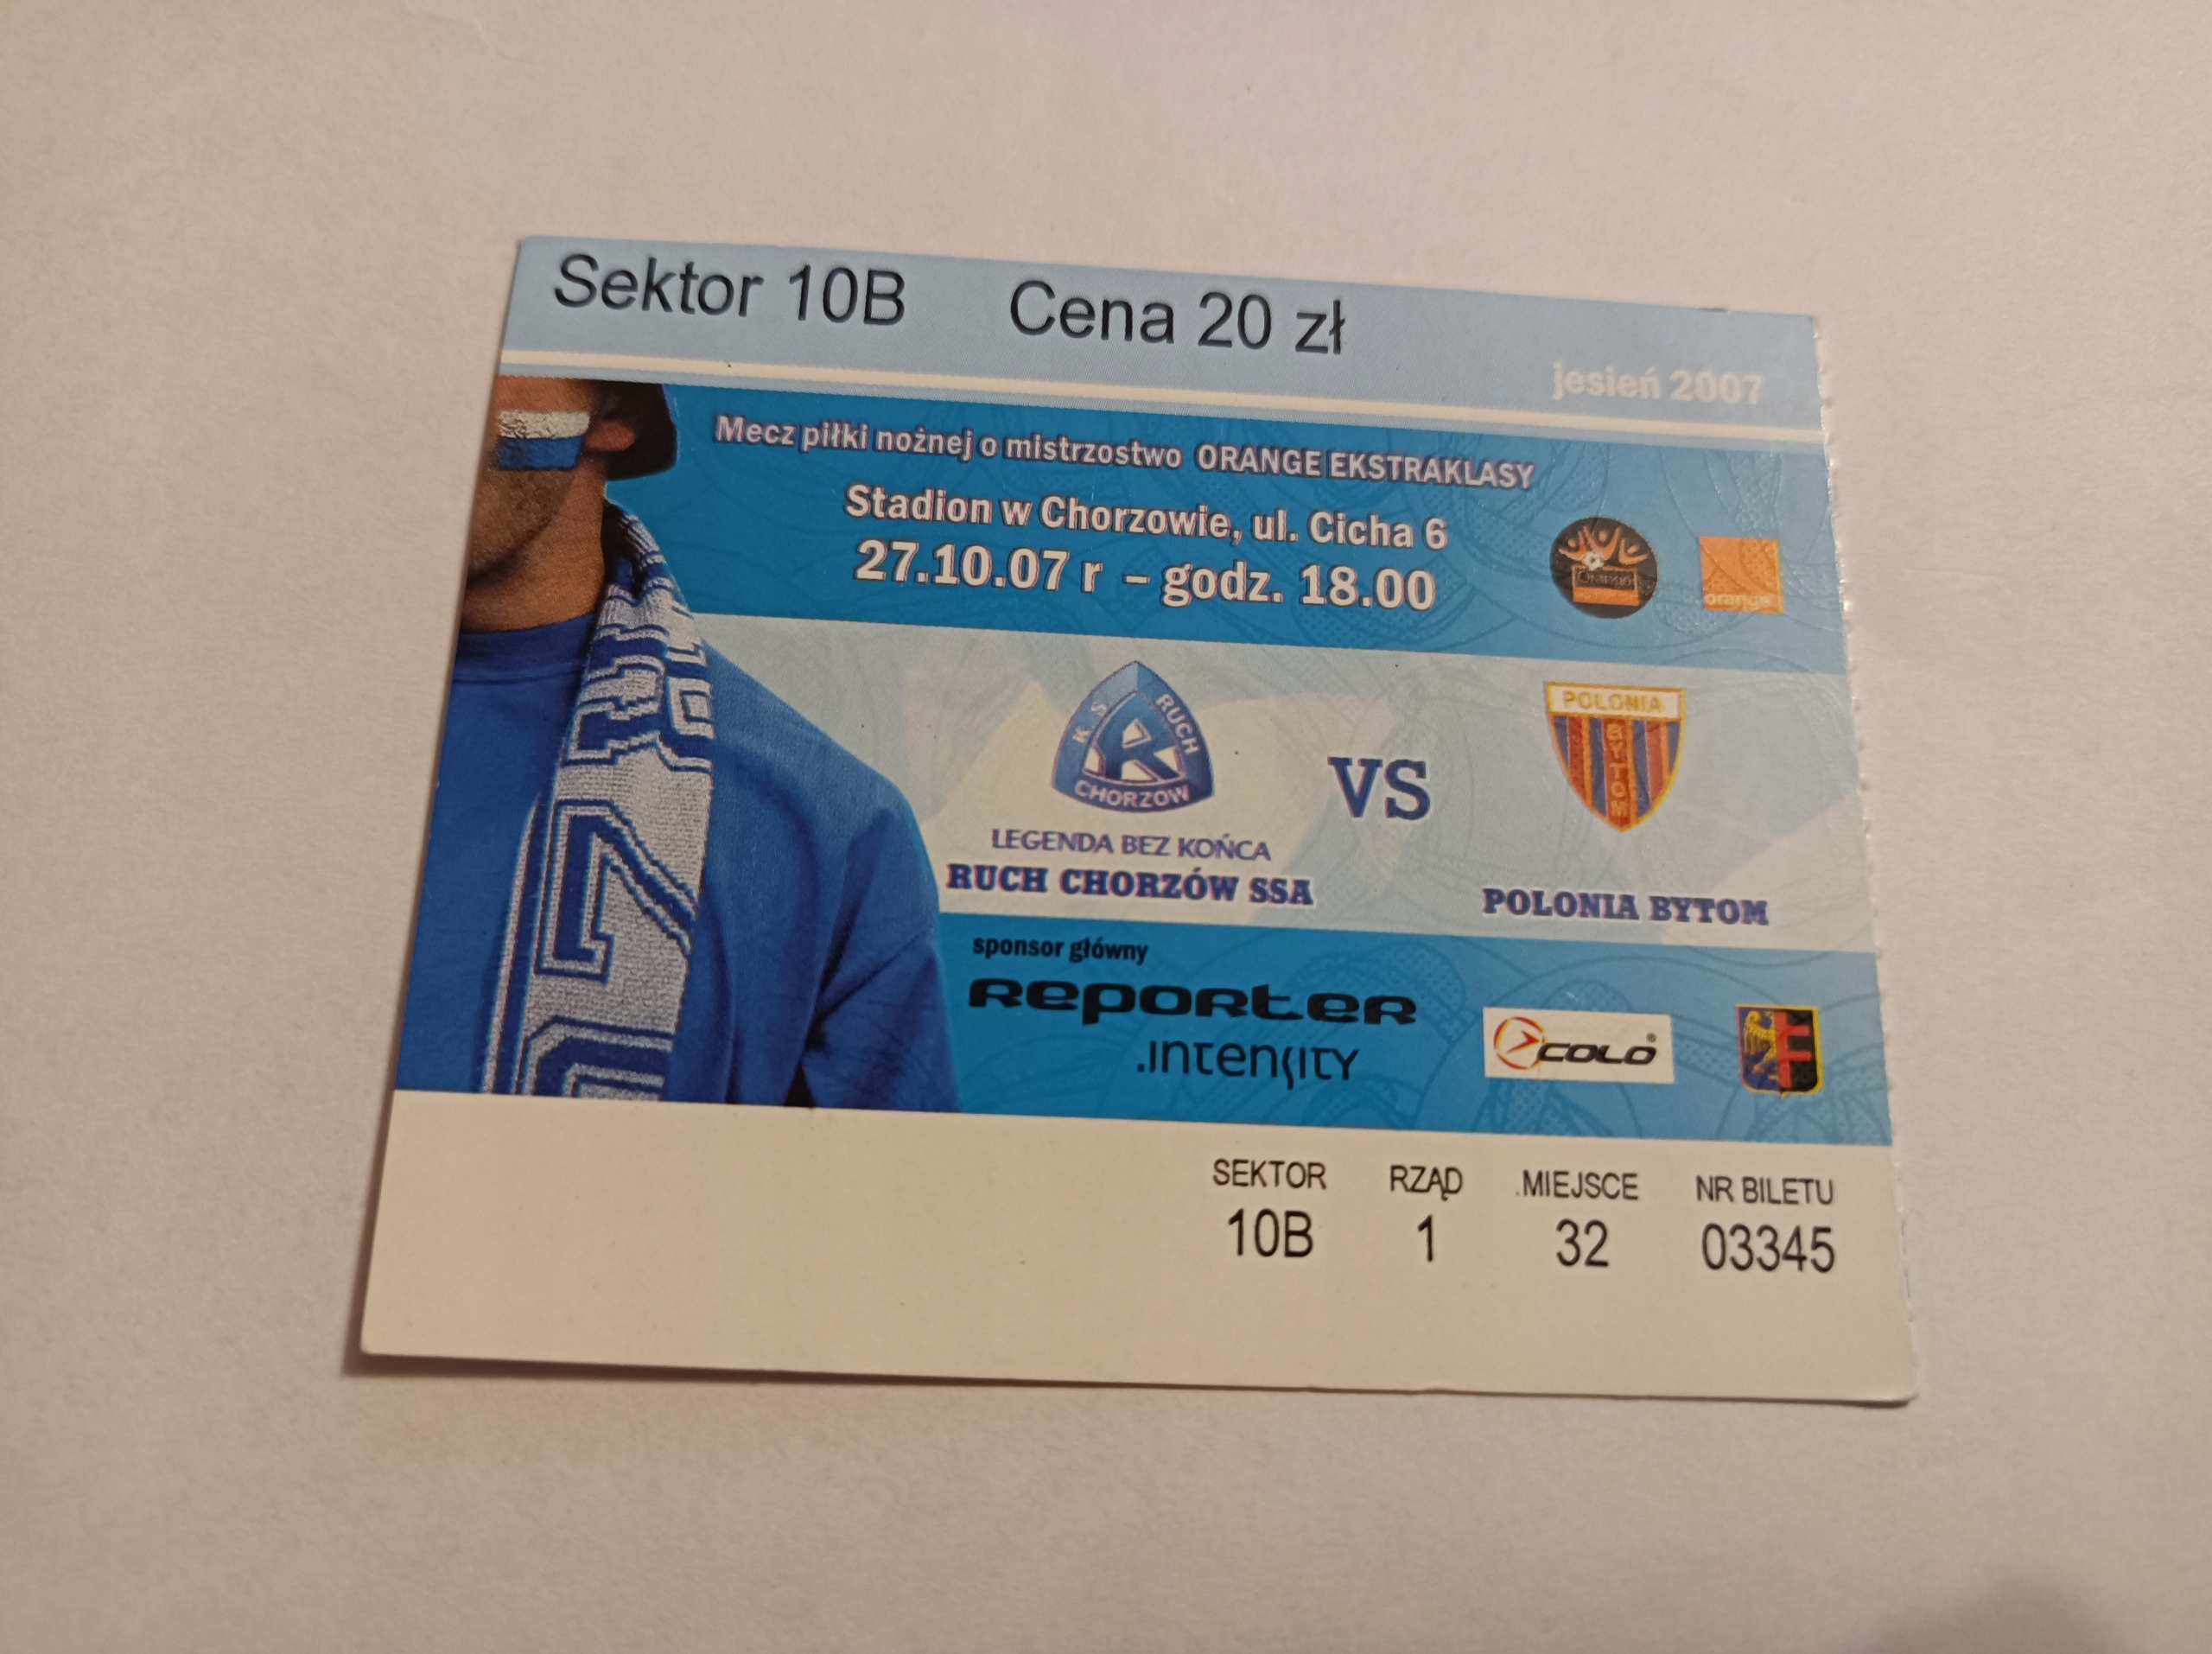 Sektor 10B Cena 20 zł
jesień 2007
Mecz piłki nożnej o mistrzostwo ORANGE EKSTRAKLASY
Stadion w Chorzowie, ul. Cicha 6
27.10.07 r – godz. 18.00
Orange
orange
KS RUCH
CHORZÓW
VS
POLONIA
BYTOM
LEGENDA BEZ KOŃCA
RUCH CHORZÓW SSA
POLONIA BYTOM
sponsor główny
REPORTER
.INTENSITY
COLO®
SEKTOR RZĄD MIEJSCE NR BILETU
10B 1 32 03345